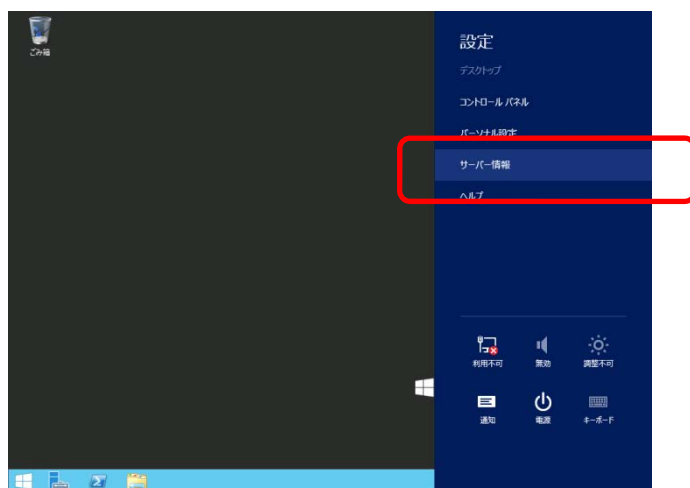 ごみ箱
設定
デスクトップ
コントロール パネル
パーソナル設定
サーバー情報
ヘルプ
利用不可
無効
調整不可
通知
電源
キーボード